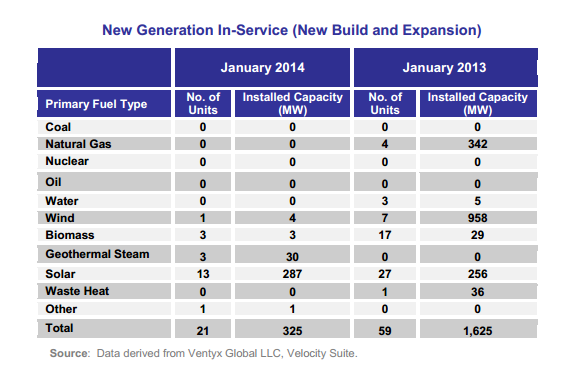 New Generation In-Service (New Build and Expansion)
January 2014 January 2013
Primary Fuel Type No. of Units Installed Capacity (MW) No. of Units Installed Capacity (MW)
Coal 0 0 0 0
Natural Gas 0 0 4 342
Nuclear 0 0 0 0
Oil 0 0 0 0
Water 0 0 3 5
Wind 1 4 7 958
Biomass 3 3 17 29
Geothermal Steam 3 30 0 0
Solar 13 287 27 256
Waste Heat 0 0 1 36
Other 1 1 0 0
Total 21 325 59 1,625
Source: Data derived from Ventyx Global LLC, Velocity Suite.